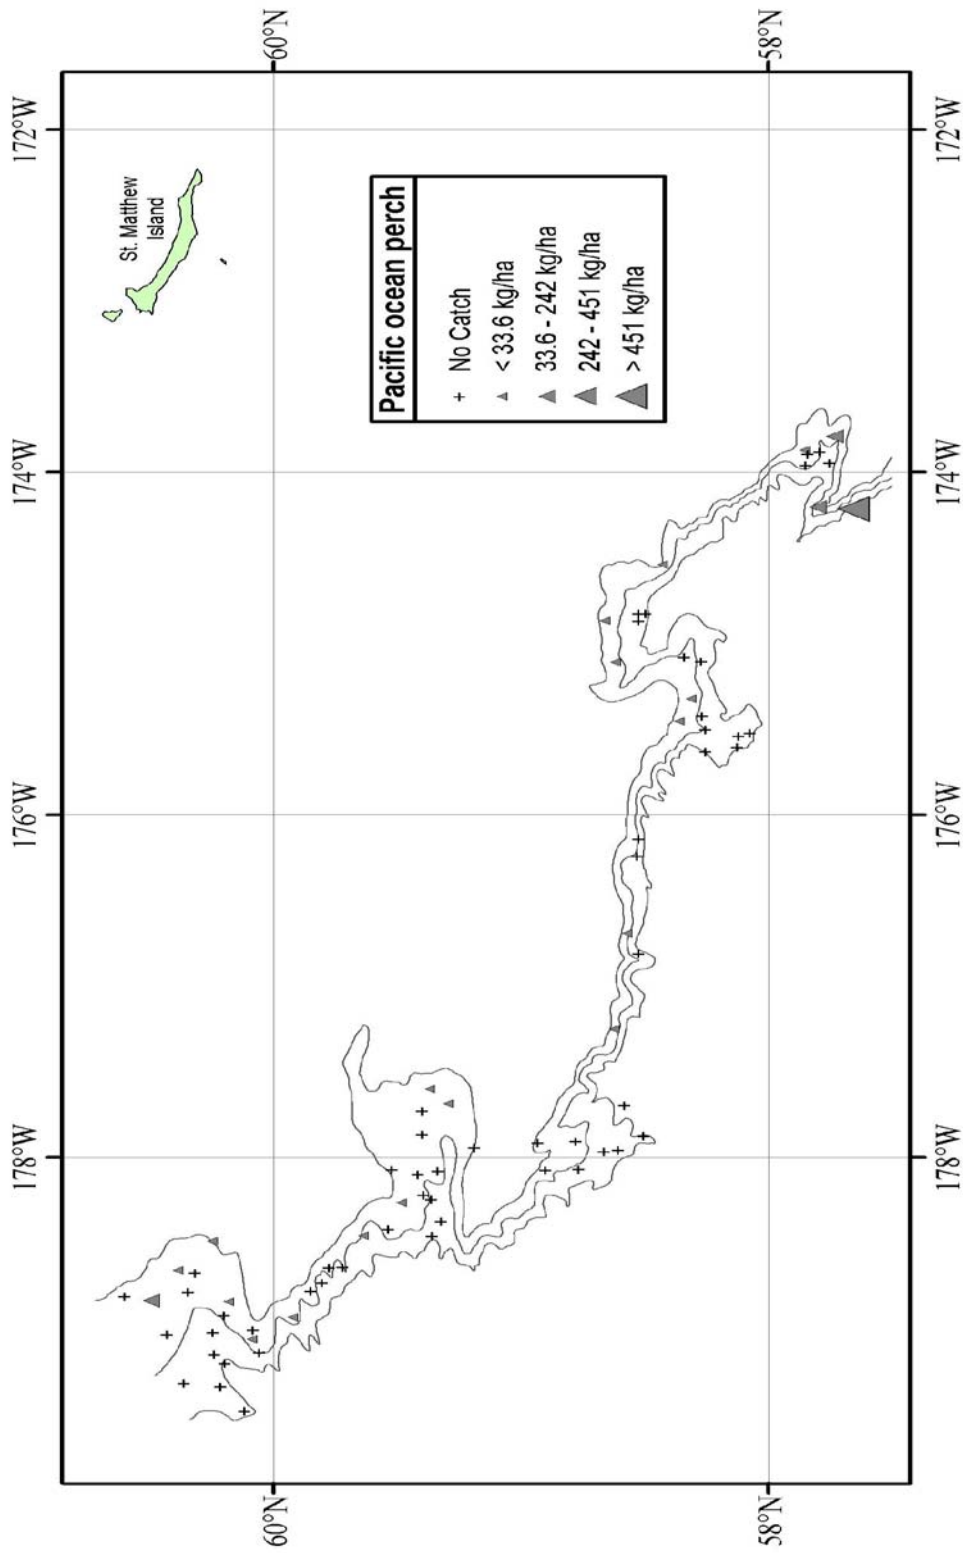 60°N
58°N
172°W
172°W
St. Matthew
Island
Pacific ocean perch
No Catch
< 33.6 kg/ha
33.6 - 242 kg/ha
242 - 451 kg/ha
> 451 kg/ha
174°W
174°W
176°W
176°W
178°W
178°W
60°N
58°N